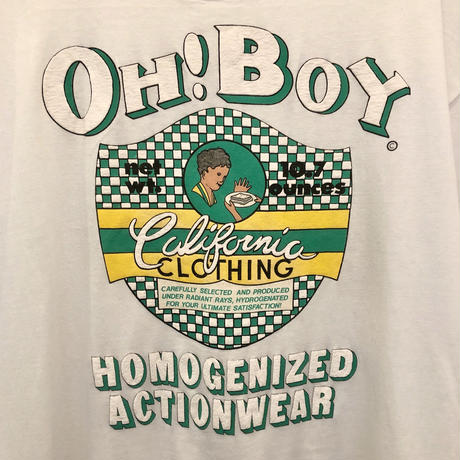 OH! BOY
©
net wt. 10.7 ounces
California
CLOTHING
CAREFULLY SELECTED AND PRODUCED
UNDER RADIANT RAYS, HYDROGENATED
FOR YOUR ULTIMATE SATISFACTION!
HOMOGENIZED
ACTIONWEAR